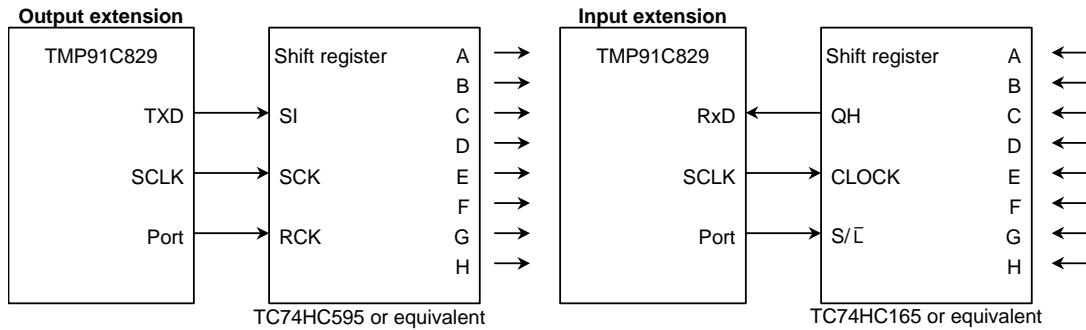 Output extension
TMP91C829
TXD
SCLK
Port
Shift register
SI
SCK
RCK
A
B
C
D
E
F
G
H
TC74HC595 or equivalent
Input extension
TMP91C829
RxD
SCLK
Port
Shift register
QH
CLOCK
S/L̅
A
B
C
D
E
F
G
H
TC74HC165 or equivalent